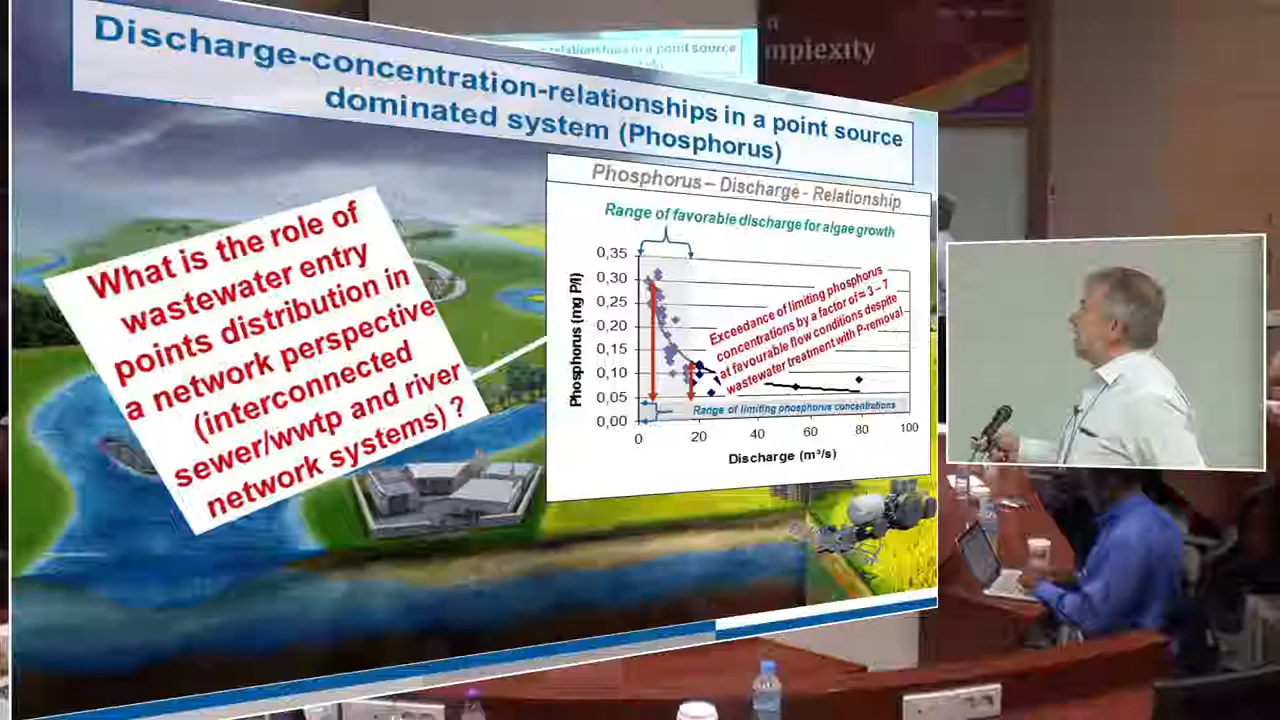 Discharge-concentration-relationships in a point source
dominated system (Phosphorus)
relationships in a point source
mplexity
What is the role of
wastewater entry
points distribution in
a network perspective
(interconnected
sewer/wwtp and river
network systems) ?
Phosphorus – Discharge - Relationship
Range of favorable discharge for algae growth
Exceedance of limiting phosphorus
concentrations by a factor of ≈ 3 – 7
at favourable flow conditions despite
wastewater treatment with P-removal
Phosphorus (mg P/l)
0,35
0,30
0,25
0,20
0,15
0,10
0,05
0,00
Range of limiting phosphorus concentrations
0 20 40 60 80 100
Discharge (m³/s)